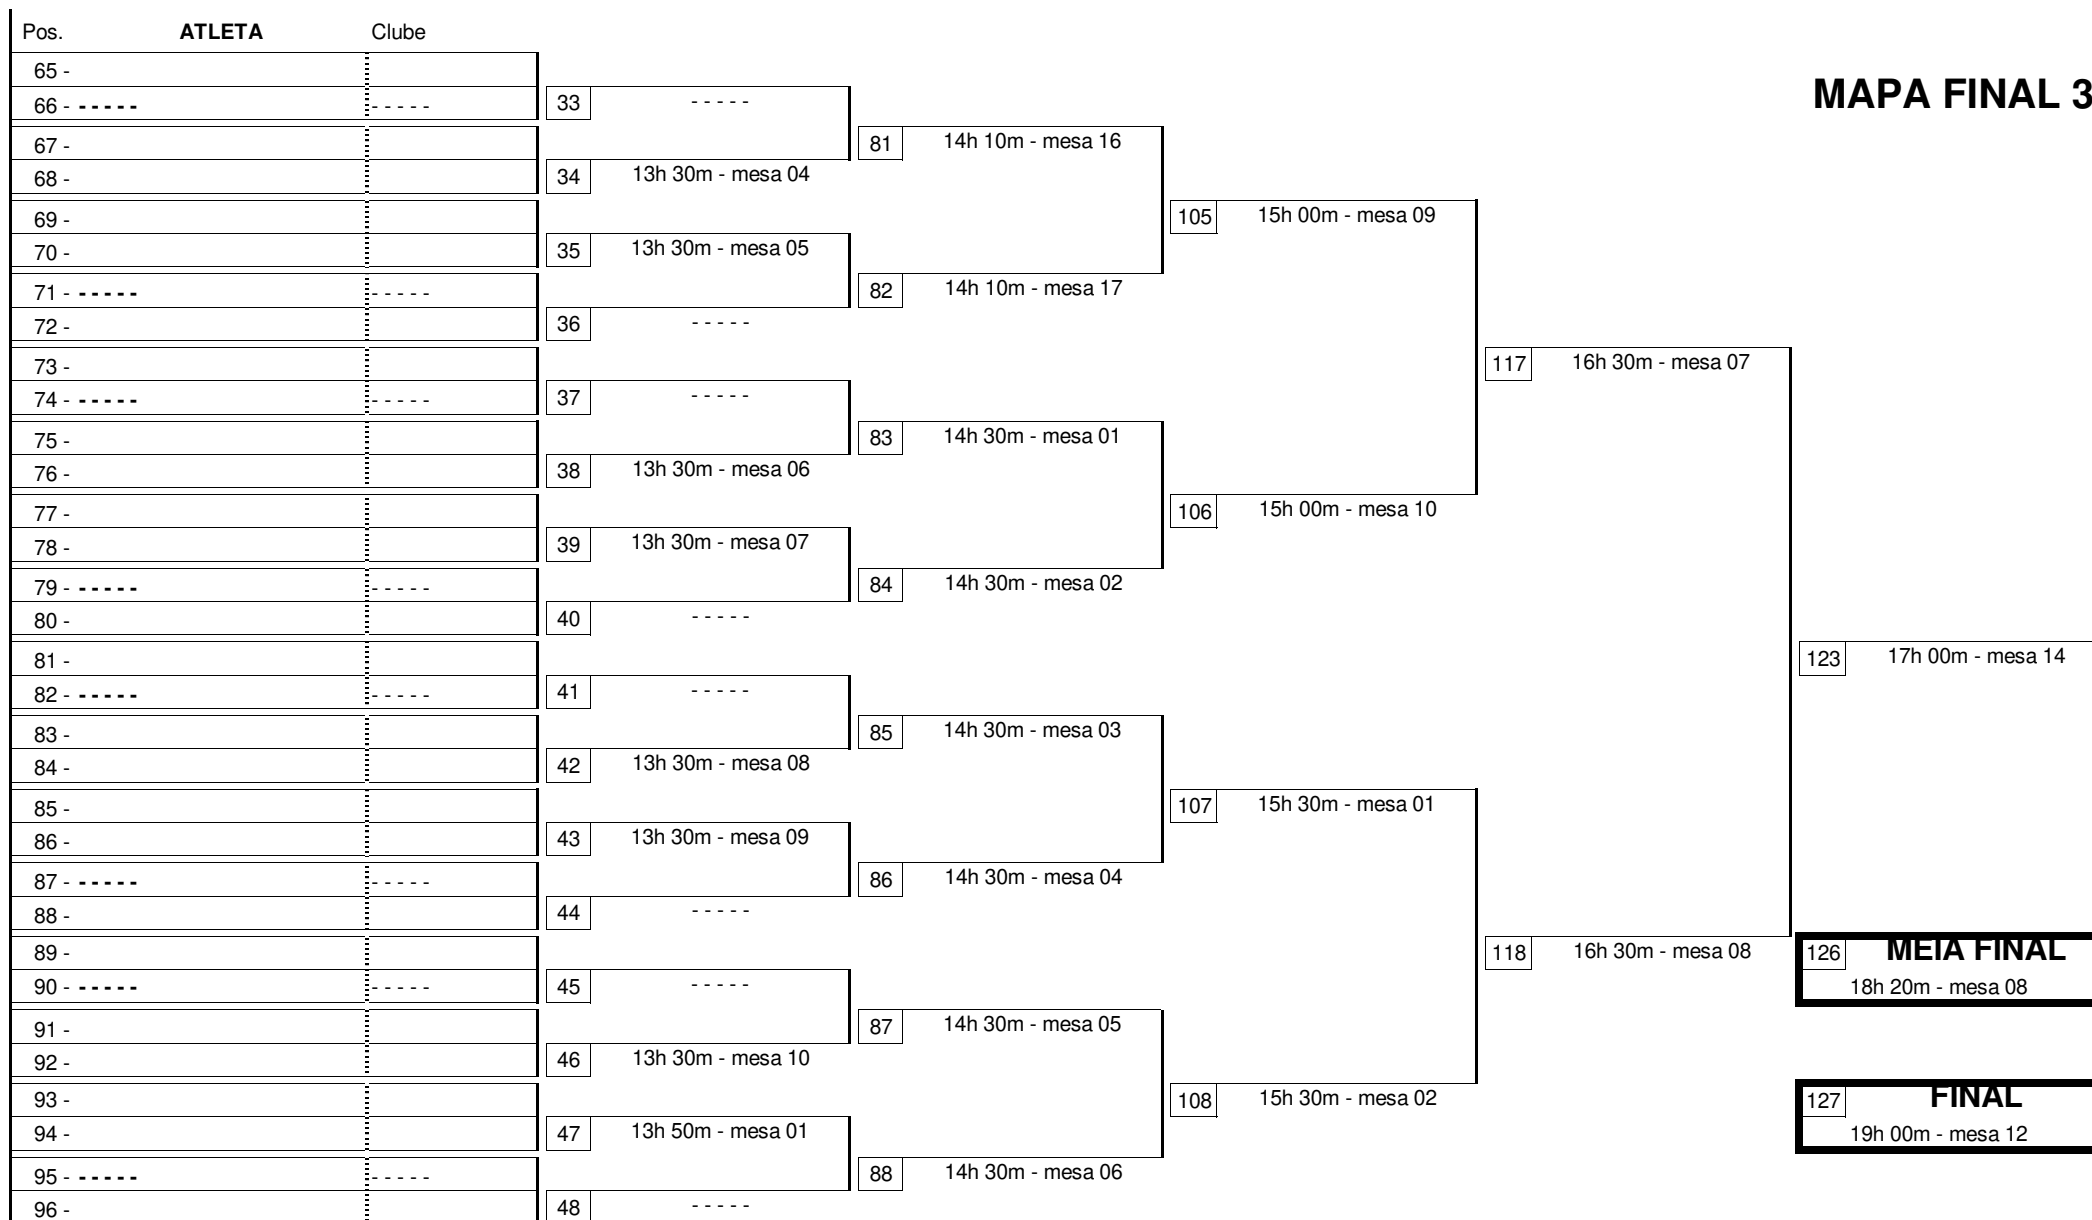 Pos. ATLETA Clube
65 -
MAPA FINAL 3
66 - - - - - - - - - - - 33 - - - - -
67 - 81 14h 10m - mesa 16
68 - 34 13h 30m - mesa 04
69 - 105 15h 00m - mesa 09
70 - 35 13h 30m - mesa 05
71 - - - - - - - - - - - 82 14h 10m - mesa 17
72 - 36 - - - - -
73 - 117 16h 30m - mesa 07
74 - - - - - - - - - - - 37 - - - - -
75 - 83 14h 30m - mesa 01
76 - 38 13h 30m - mesa 06
77 - 106 15h 00m - mesa 10
78 - 39 13h 30m - mesa 07
79 - - - - - - - - - - - 84 14h 30m - mesa 02
80 - 40 - - - - -
81 - 123 17h 00m - mesa 14
82 - - - - - - - - - - - 41 - - - - -
83 - 85 14h 30m - mesa 03
84 - 42 13h 30m - mesa 08
85 - 107 15h 30m - mesa 01
86 - 43 13h 30m - mesa 09
87 - - - - - - - - - - - 86 14h 30m - mesa 04
88 - 44 - - - - -
89 - 118 16h 30m - mesa 08 126 MEIA FINAL
90 - - - - - - - - - - - 45 - - - - - 18h 20m - mesa 08
91 - 87 14h 30m - mesa 05
92 - 46 13h 30m - mesa 10
93 - 108 15h 30m - mesa 02 127 FINAL
94 - 47 13h 50m - mesa 01 19h 00m - mesa 12
95 - - - - - - - - - - - 88 14h 30m - mesa 06
96 - 48 - - - - -